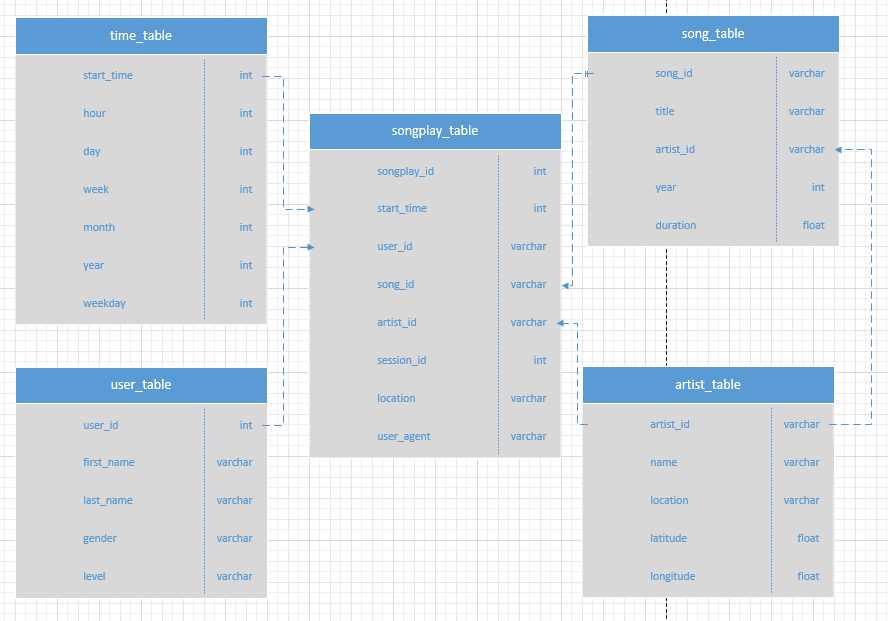 time_table
start_time int
hour int
day int
week int
month int
year int
weekday int
user_table
user_id int
first_name varchar
last_name varchar
gender varchar
level varchar
songplay_table
songplay_id int
start_time int
user_id varchar
song_id varchar
artist_id varchar
session_id int
location varchar
user_agent varchar
song_table
song_id varchar
title varchar
artist_id varchar
year int
duration float
artist_table
artist_id varchar
name varchar
location varchar
latitude float
longitude float